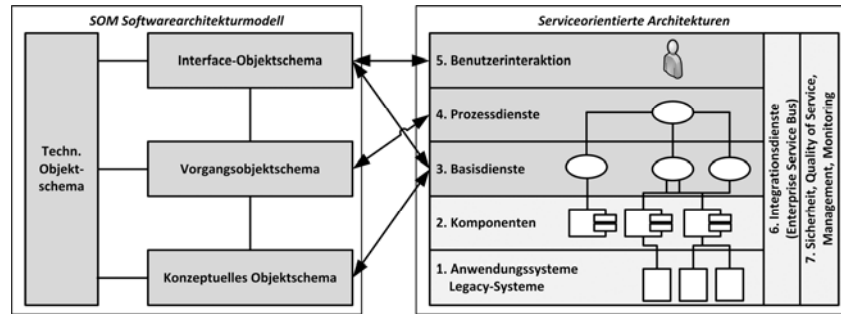 SOM Softwarearchitekturmodell
Techn.
Objekt-
schema
Interface-Objektschema
Vorgangsobjektschema
Konzeptuelles Objektschema
Serviceorientierte Architekturen
5. Benutzerinteraktion
4. Prozessdienste
3. Basisdienste
2. Komponenten
1. Anwendungssysteme
Legacy-Systeme
6. Integrationsdienste
(Enterprise Service Bus)
7. Sicherheit, Quality of Service,
Management, Monitoring